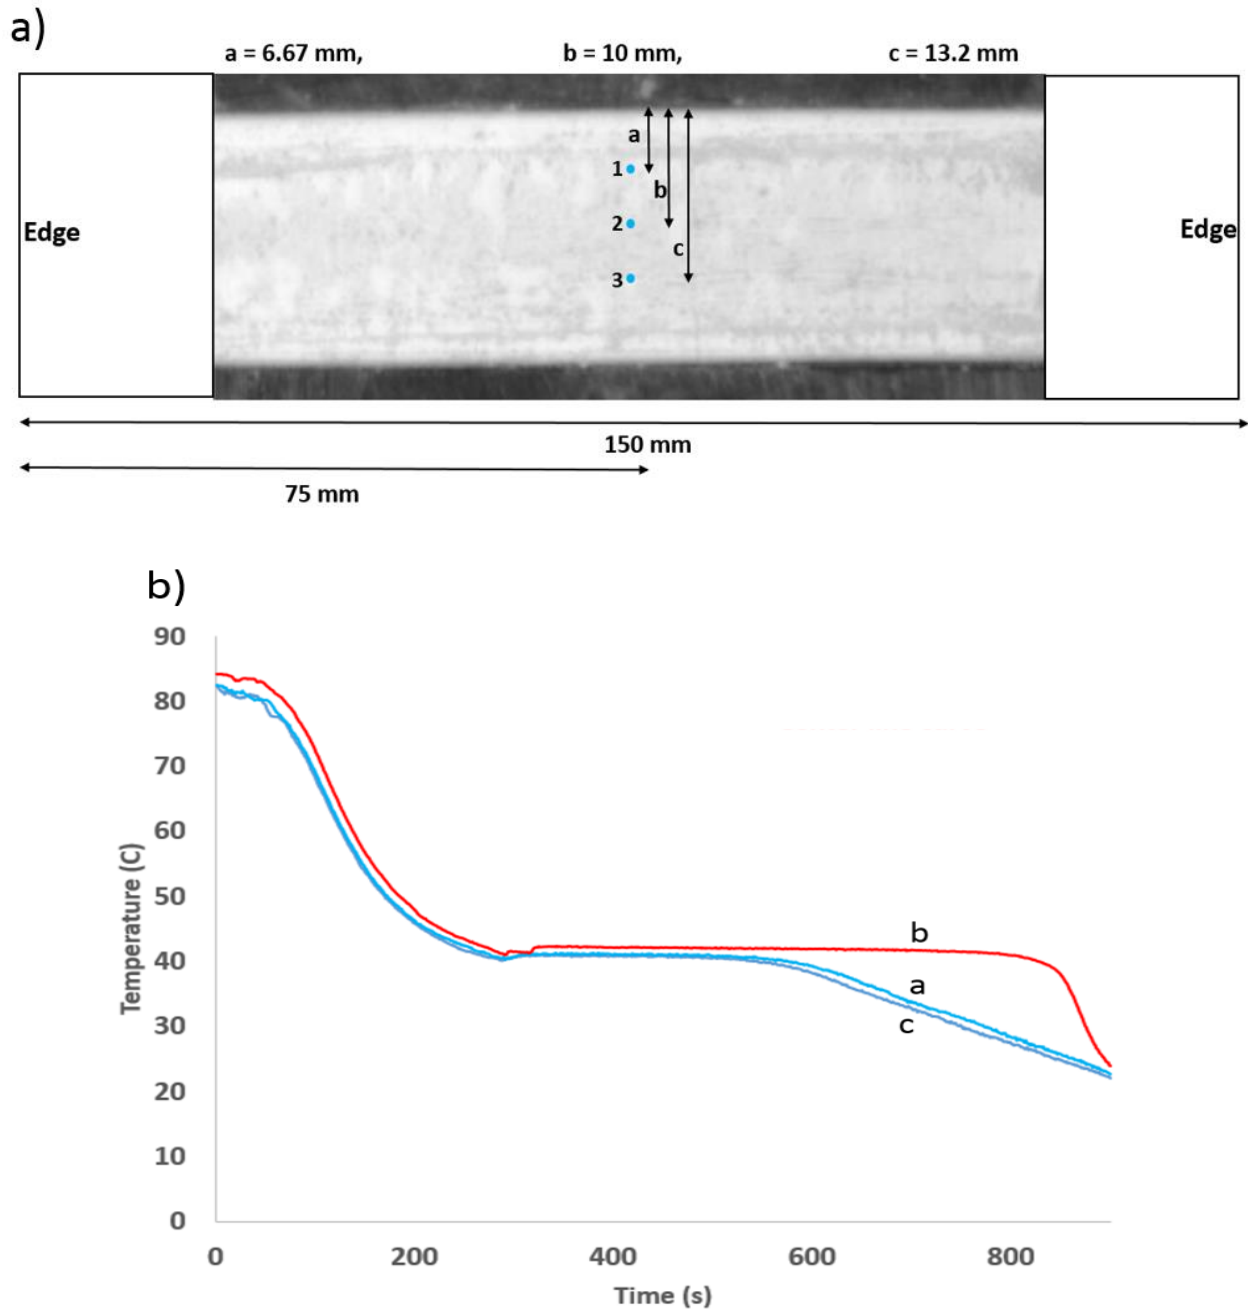 a)
a = 6.67 mm, b = 10 mm, c = 13.2 mm
a
1
b
Edge 2 Edge
c
3
150 mm
75 mm
b)
90
80
70
60
50
40
30
20
10
0
Temperature (C)
b
a
c
0 200 400 600 800
Time (s)